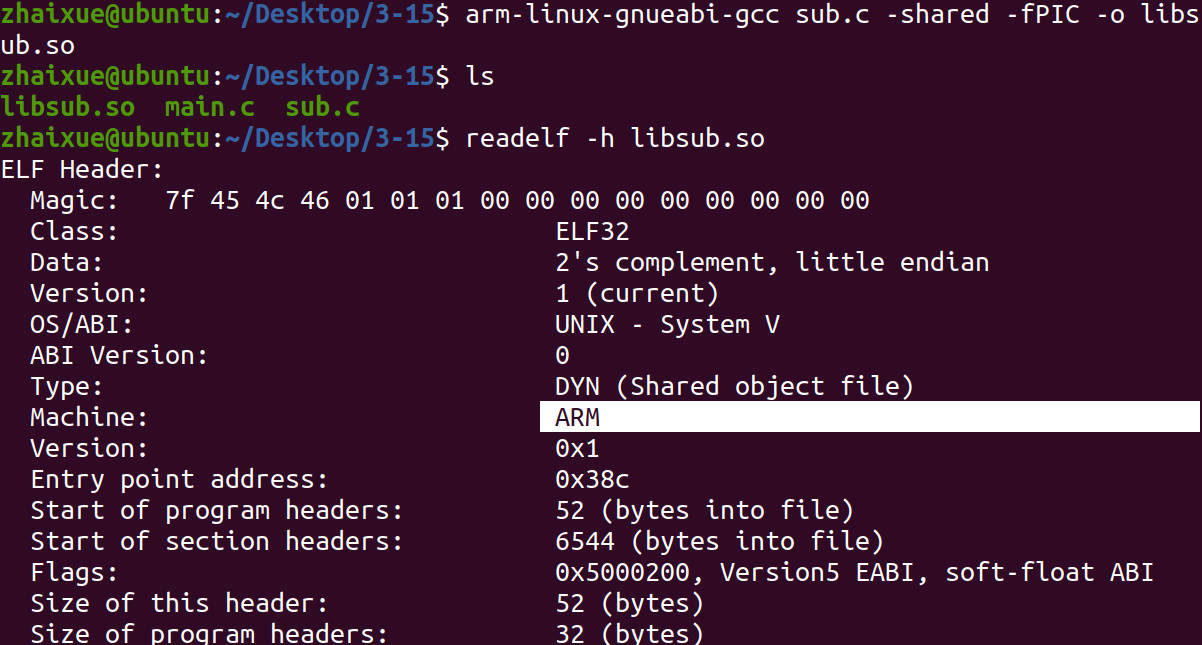 zhaixue@ubuntu:~/Desktop/3-15$ arm-linux-gnueabi-gcc sub.c -shared -fPIC -o libs
ub.so
zhaixue@ubuntu:~/Desktop/3-15$ ls
libsub.so  main.c  sub.c
zhaixue@ubuntu:~/Desktop/3-15$ readelf -h libsub.so
ELF Header:
  Magic:   7f 45 4c 46 01 01 01 00 00 00 00 00 00 00 00 00
  Class:                             ELF32
  Data:                              2's complement, little endian
  Version:                           1 (current)
  OS/ABI:                            UNIX - System V
  ABI Version:                       0
  Type:                              DYN (Shared object file)
  Machine:                           ARM
  Version:                           0x1
  Entry point address:               0x38c
  Start of program headers:          52 (bytes into file)
  Start of section headers:          6544 (bytes into file)
  Flags:                             0x5000200, Version5 EABI, soft-float ABI
  Size of this header:               52 (bytes)
  Size of program headers:           32 (bytes)